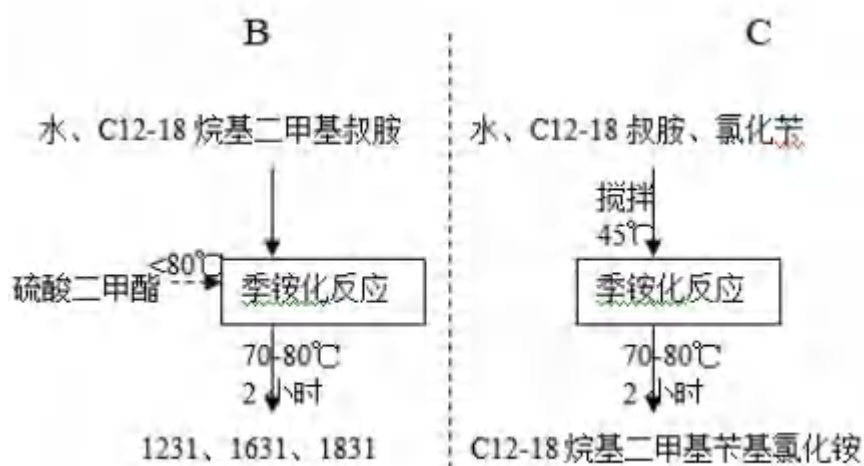 B
水、C12-18 烷基二甲基叔胺
<80℃
硫酸二甲酯
季铵化反应
70-80℃
2 小时
1231、1631、1831
C
水、C12-18 叔胺、氯化苄
搅拌
45℃
季铵化反应
70-80℃
2 小时
C12-18 烷基二甲基苄基氯化铵